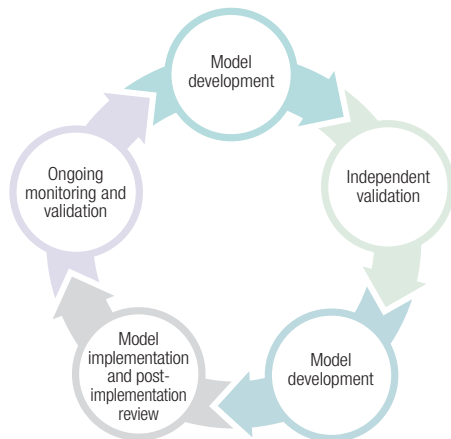 Model
development
Independent
validation
Model
development
Model
implementation
and post-
implementation
review
Ongoing
monitoring and
validation